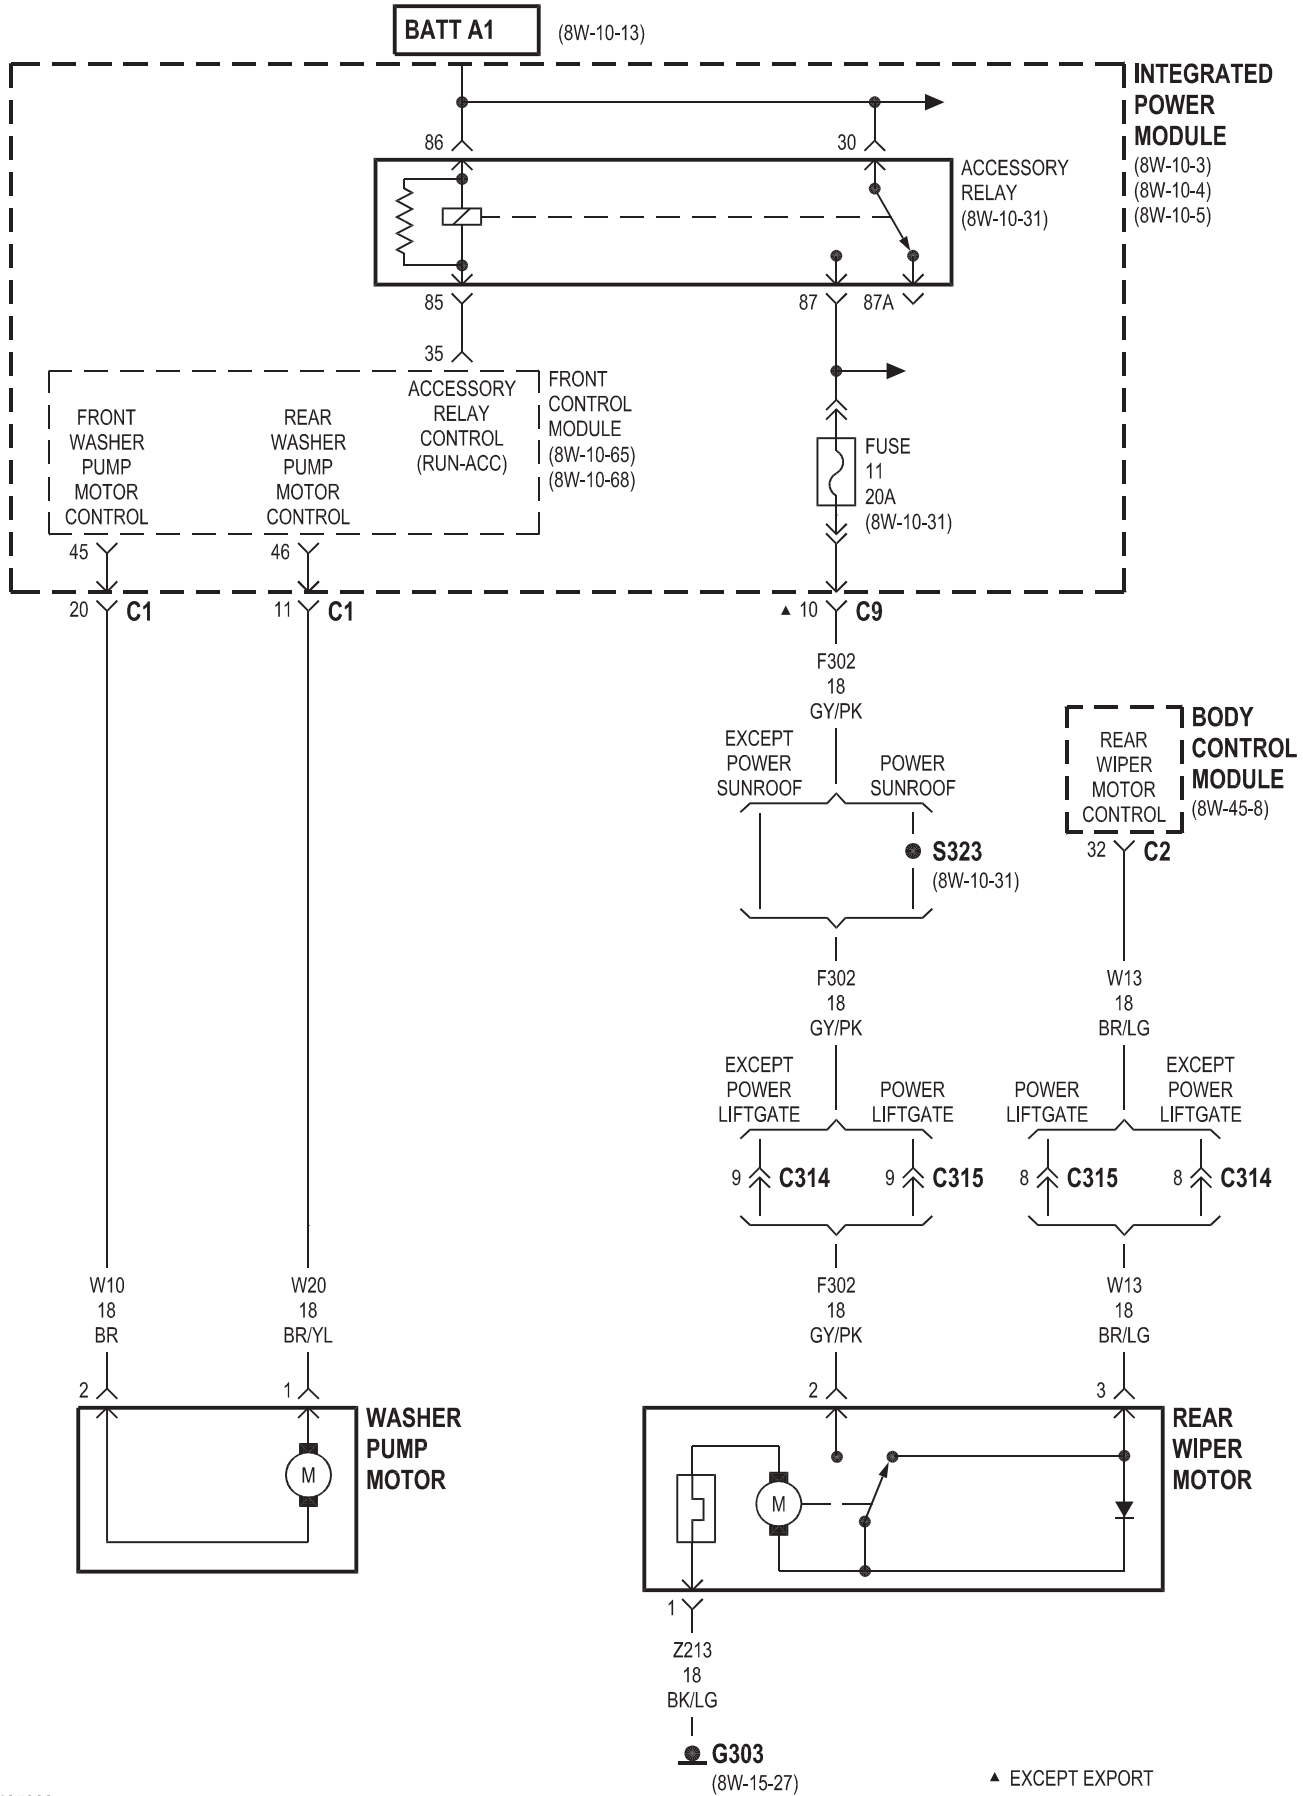 BATT A1
(8W-10-13)
INTEGRATED
POWER
MODULE
(8W-10-3)
(8W-10-4)
(8W-10-5)
86
30
ACCESSORY
RELAY
(8W-10-31)
85
87
87A
35
FRONT
WASHER
PUMP
MOTOR
CONTROL
REAR
WASHER
PUMP
MOTOR
CONTROL
ACCESSORY
RELAY
CONTROL
(RUN-ACC)
FRONT
CONTROL
MODULE
(8W-10-65)
(8W-10-68)
FUSE
11
20A
(8W-10-31)
45
46
20
C1
11
C1
▲ 10
C9
F302
18
GY/PK
EXCEPT
POWER
SUNROOF
POWER
SUNROOF
S323
(8W-10-31)
REAR
WIPER
MOTOR
CONTROL
BODY
CONTROL
MODULE
(8W-45-8)
32
C2
F302
18
GY/PK
W13
18
BR/LG
EXCEPT
POWER
LIFTGATE
POWER
LIFTGATE
POWER
LIFTGATE
EXCEPT
POWER
LIFTGATE
9
C314
9
C315
8
C315
8
C314
W10
18
BR
W20
18
BR/YL
F302
18
GY/PK
W13
18
BR/LG
2
1
2
3
WASHER
PUMP
MOTOR
M
REAR
WIPER
MOTOR
M
1
Z213
18
BK/LG
G303
(8W-15-27)
▲ EXCEPT EXPORT